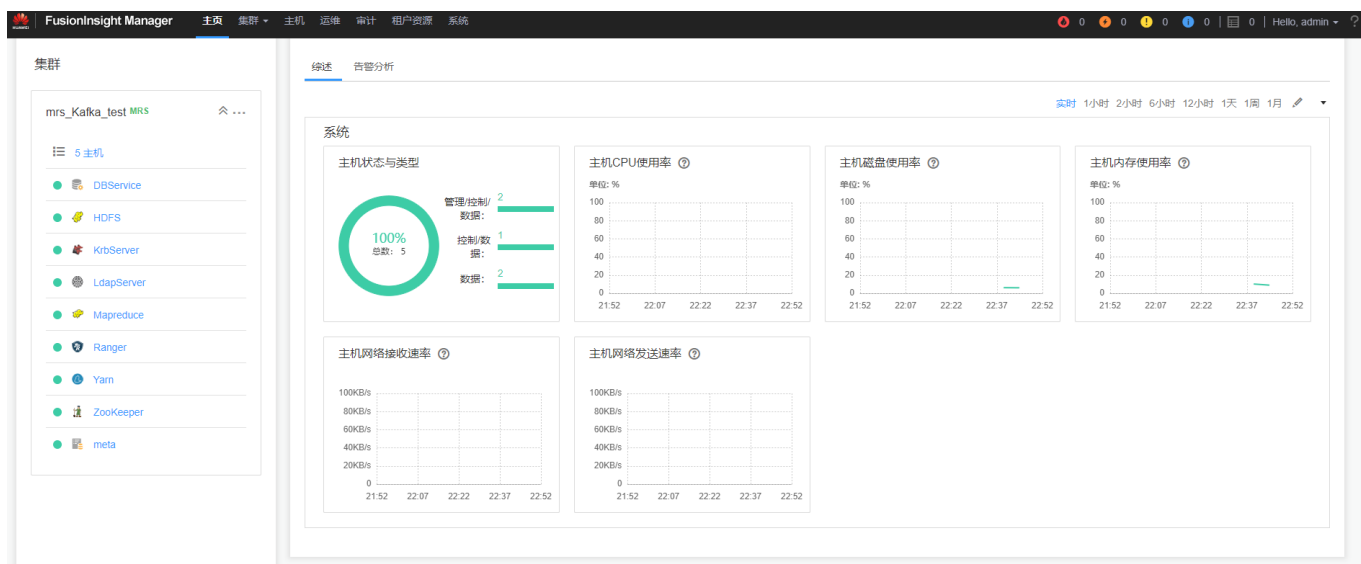 HUAWEI FusionInsight Manager 主页 集群 主机 运维 审计 租户资源 系统 0 0 0 0 0 Hello, admin ?
集群
mrs_Kafka_test MRS
5 主机
DBService
HDFS
KrbServer
LdapServer
Mapreduce
Ranger
Yarn
ZooKeeper
meta
综述 告警分析
实时 1小时 2小时 6小时 12小时 1天 1周 1月
系统
主机状态与类型
100%
总数: 5
管理/控制/数据: 2
控制/数据: 1
数据: 2
主机CPU使用率
单位: %
100
80
60
40
20
0
21:52 22:07 22:22 22:37 22:52
主机磁盘使用率
单位: %
100
80
60
40
20
0
21:52 22:07 22:22 22:37 22:52
主机内存使用率
单位: %
100
80
60
40
20
0
21:52 22:07 22:22 22:37 22:52
主机网络接收速率
100KB/s
80KB/s
60KB/s
40KB/s
20KB/s
0
21:52 22:07 22:22 22:37 22:52
主机网络发送速率
100KB/s
80KB/s
60KB/s
40KB/s
20KB/s
0
21:52 22:07 22:22 22:37 22:52